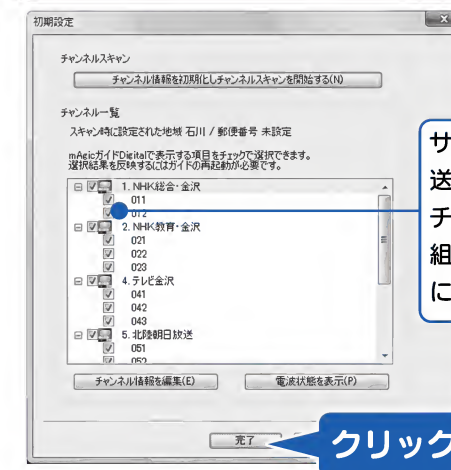 初期設定
チャンネルスキャン
チャンネル情報を初期化しチャンネルスキャンを開始する(N)
チャンネル一覧
スキャン時に設定された地域 石川 / 郵便番号 未設定
mAgicガイドDigitalで表示する項目をチェックで選択できます。
選択結果を反映するにはガイドの再起動が必要です。
1. NHK総合・金沢
011
012
2. NHK教育・金沢
021
022
023
4. テレビ金沢
041
042
043
5. 北陸朝日放送
051
052
チャンネル情報を編集(E)
電波状態を表示(P)
完了
クリック
サ
送
チ
組
に